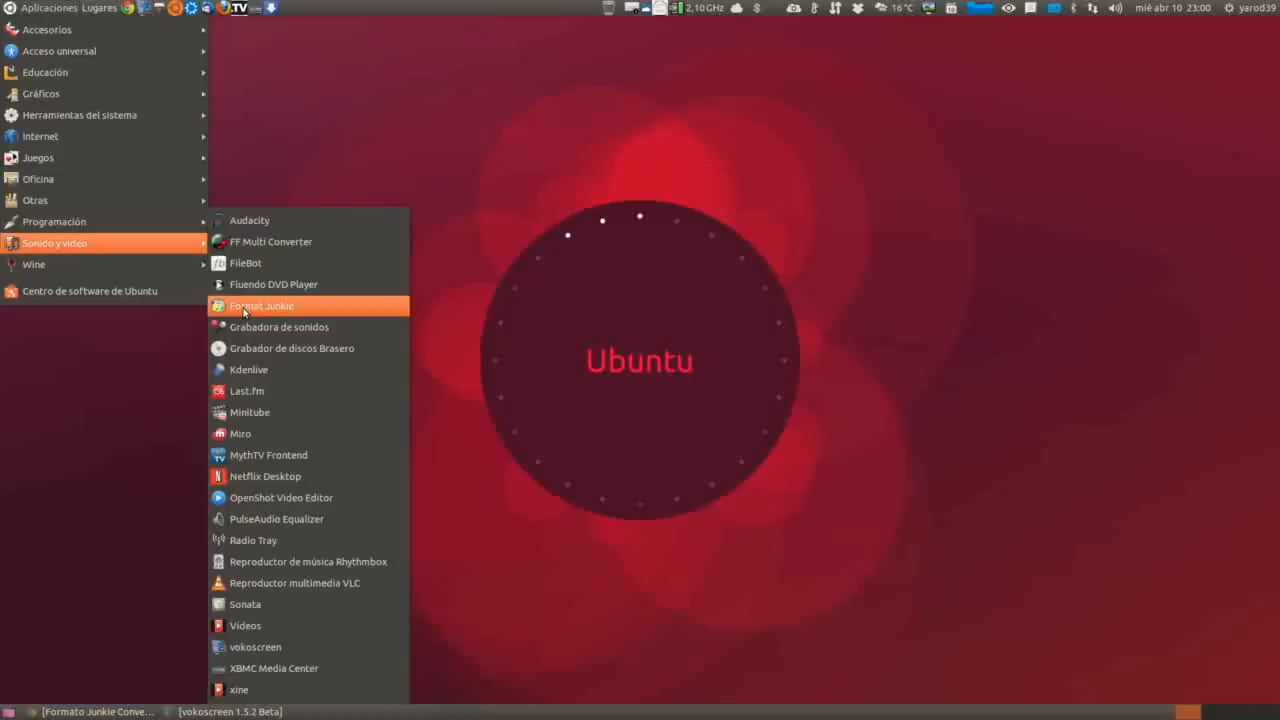 Aplicaciones Lugares TV 2,10 GHz 16°C mié abr 10 23:00 yarod39
Accesorios
Acceso universal
Educación
Gráficos
Herramientas del sistema
Internet
Juegos
Oficina
Otras
Programación
Sonido y vídeo
Wine
Centro de software de Ubuntu
Audacity
FF Multi Converter
fb FileBot
Fluendo DVD Player
Format Junkie
Grabadora de sonidos
Grabador de discos Brasero
Kdenlive
Last.fm
Minitube
Miro
MythTV Frontend
Netflix Desktop
OpenShot Video Editor
PulseAudio Equalizer
Radio Tray
Reproductor de música Rhythmbox
Reproductor multimedia VLC
Sonata
Vídeos
vokoscreen
XBMC Media Center
xine
Ubuntu
[Formato Junkie Conve... [vokoscreen 1.5.2 Beta]